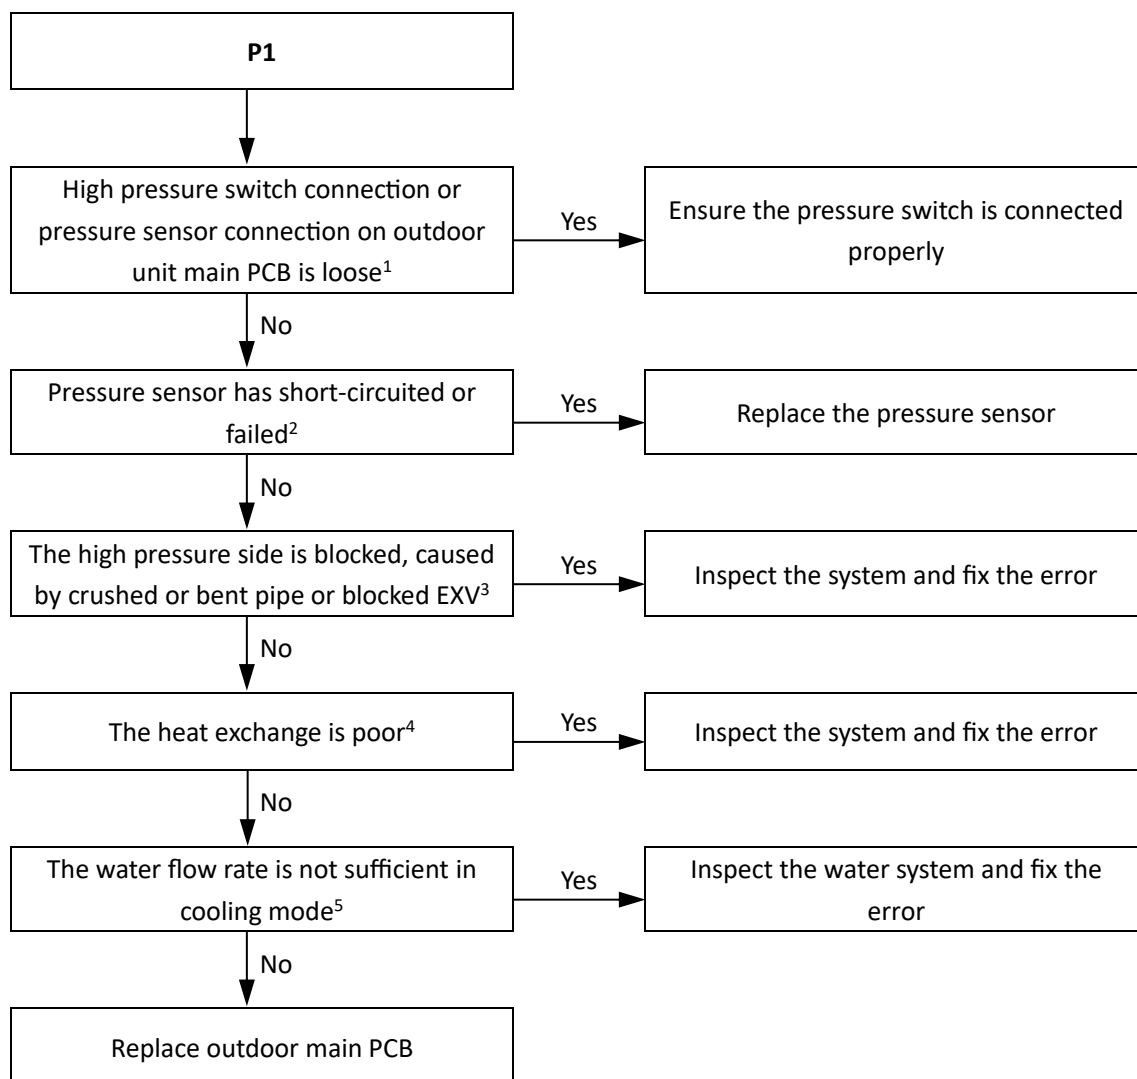 P1
High pressure switch connection or
pressure sensor connection on outdoor
unit main PCB is loose1
Yes
Ensure the pressure switch is connected
properly
No
Pressure sensor has short-circuited or
failed2
Yes
Replace the pressure sensor
No
The high pressure side is blocked, caused
by crushed or bent pipe or blocked EXV3
Yes
Inspect the system and fix the error
No
The heat exchange is poor4
Yes
Inspect the system and fix the error
No
The water flow rate is not sufficient in
cooling mode5
Yes
Inspect the water system and fix the
error
No
Replace outdoor main PCB